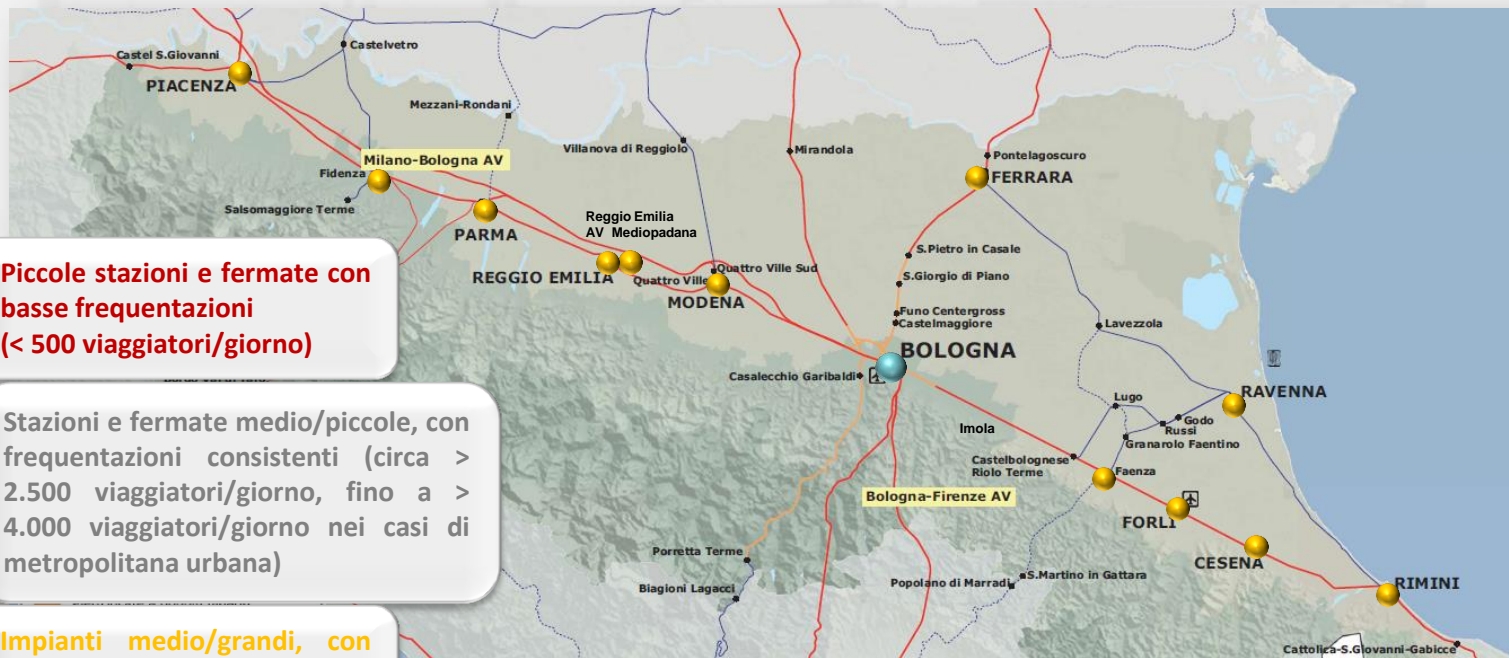 Castel S.Giovanni
Castelvetro
PIACENZA
Mezzani-Rondani
Villanova di Reggiolo
Mirandola
Pontelagoscuro
Milano-Bologna AV
Fidenza
FERRARA
Salsomaggiore Terme
PARMA
Reggio Emilia
AV Mediopadana
S.Pietro in Casale
REGGIO EMILIA
Quattro Ville
Quattro Ville Sud
S.Giorgio di Piano
MODENA
Funo Centergross
Castelmaggiore
Lavezzola
BOLOGNA
Casalecchio Garibaldi
RAVENNA
Lugo
Godo
Russi
Granarolo Faentino
Imola
Castelbolognese
Riolo Terme
Faenza
Bologna-Firenze AV
FORLI
CESENA
Porretta Terme
Biagioni Lagacci
Popolano di Marradi
S.Martino in Gattara
RIMINI
Cattolica-S.Giovanni-Gabicce
Piccole stazioni e fermate con
basse frequentazioni
(< 500 viaggiatori/giorno)
Stazioni e fermate medio/piccole, con
frequentazioni consistenti (circa >
2.500 viaggiatori/giorno, fino a >
4.000 viaggiatori/giorno nei casi di
metropolitana urbana)
Impianti medio/grandi, con